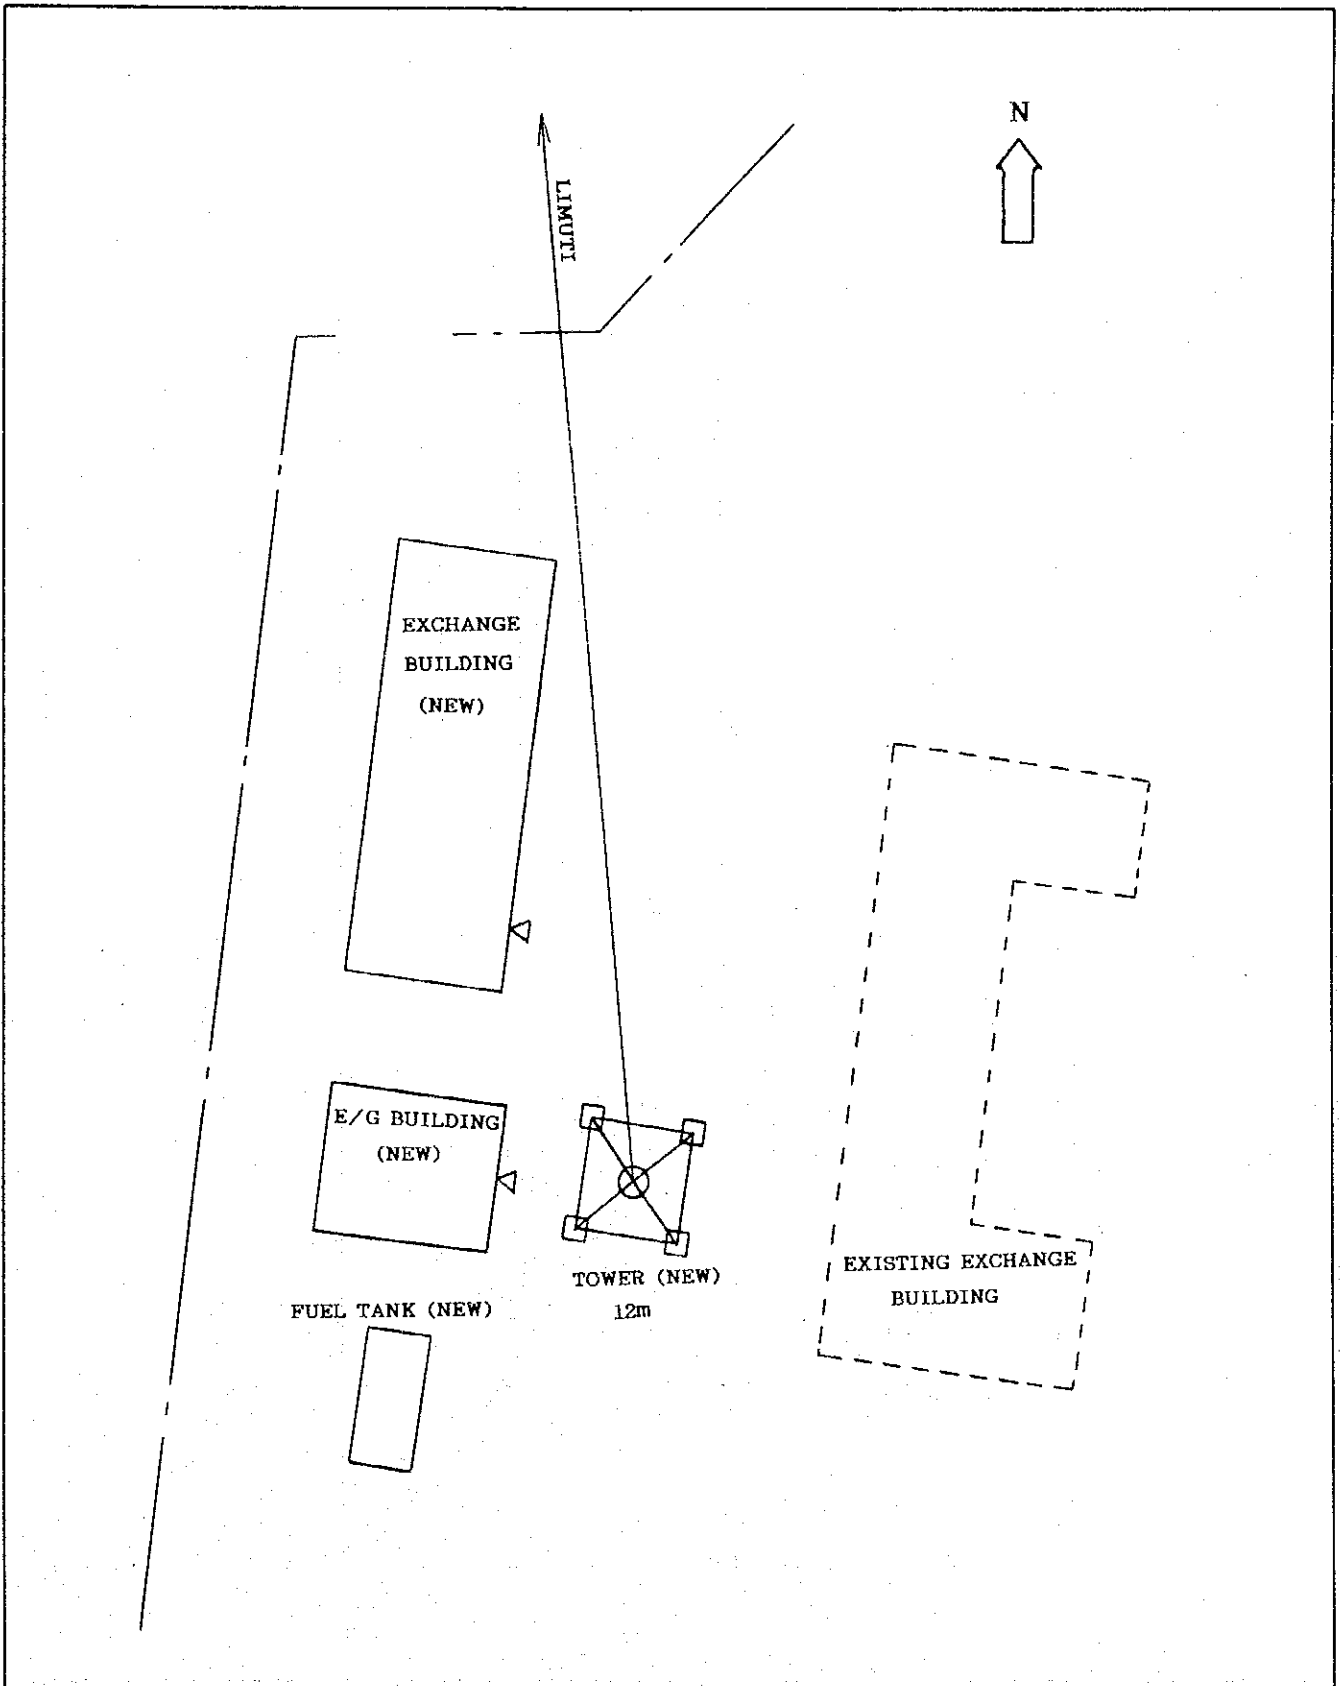 N
LIMUTI
EXCHANGE
BUILDING
(NEW)
E/G BUILDING
(NEW)
TOWER (NEW)
12m
FUEL TANK (NEW)
EXISTING EXCHANGE
BUILDING